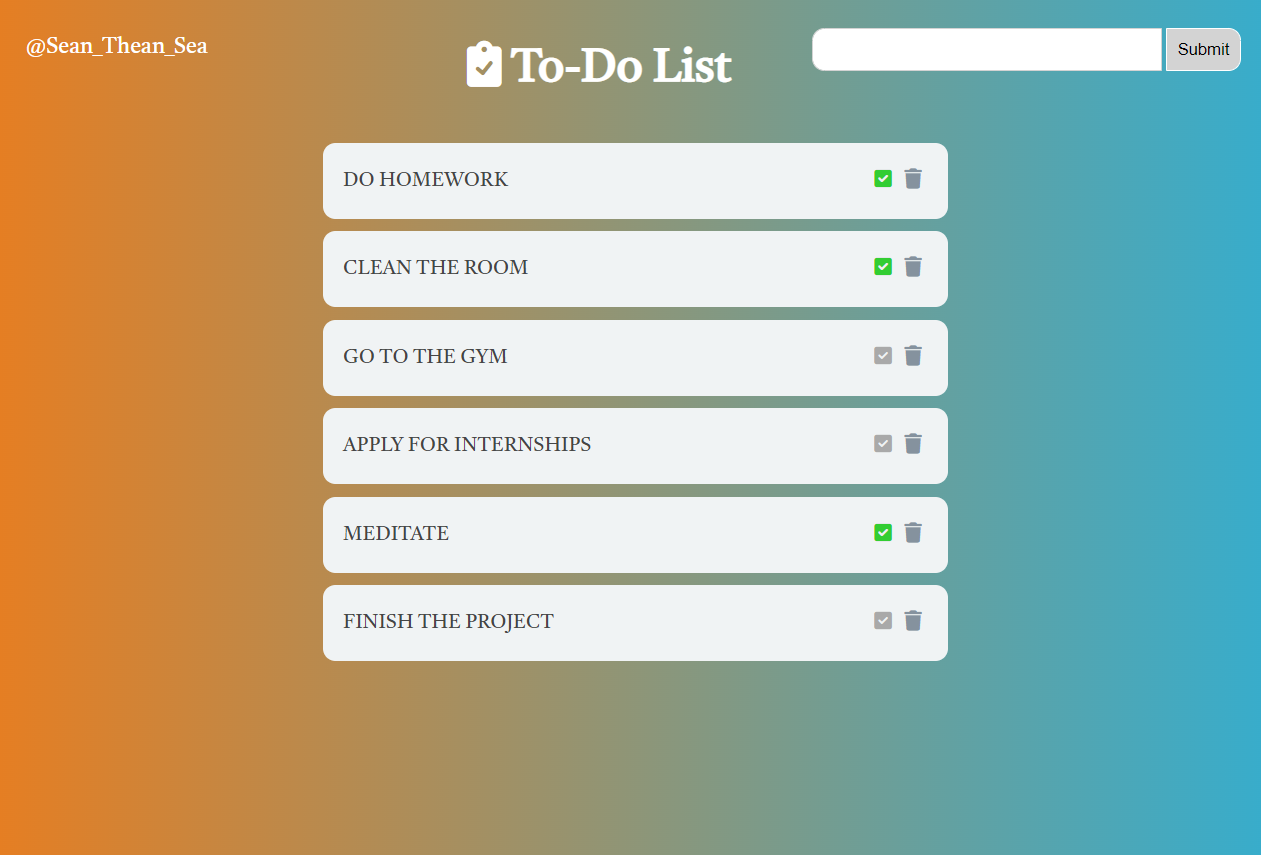 @Sean_Thean_Sea
To-Do List
Submit
DO HOMEWORK
CLEAN THE ROOM
GO TO THE GYM
APPLY FOR INTERNSHIPS
MEDITATE
FINISH THE PROJECT